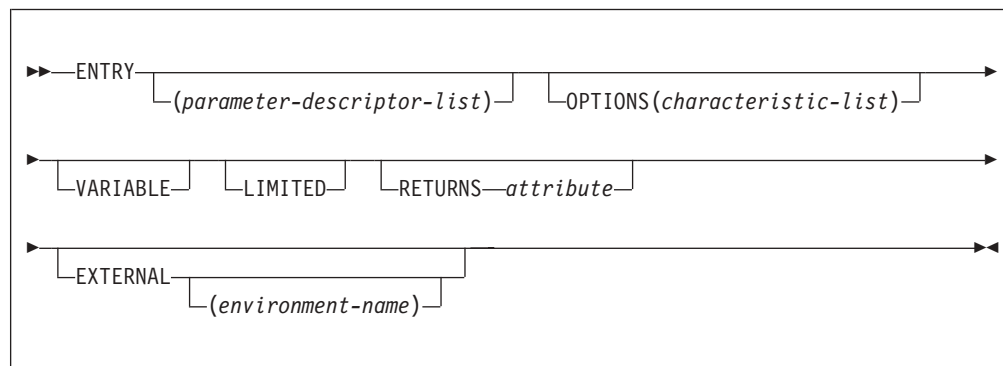 ENTRY
(parameter-descriptor-list) OPTIONS(characteristic-list)
VARIABLE LIMITED RETURNS attribute
EXTERNAL
(environment-name)